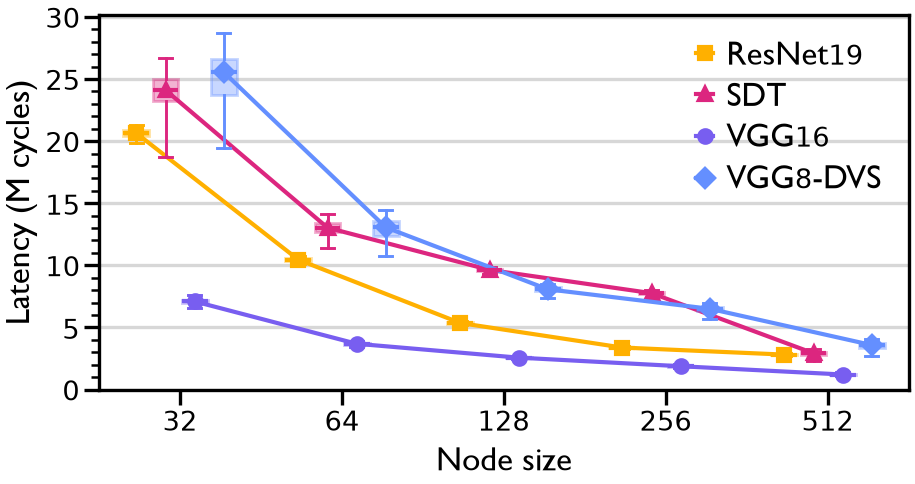 30
25
20
15
10
5
0
Latency (M cycles)
ResNet19
SDT
VGG16
VGG8-DVS
32 64 128 256 512
Node size